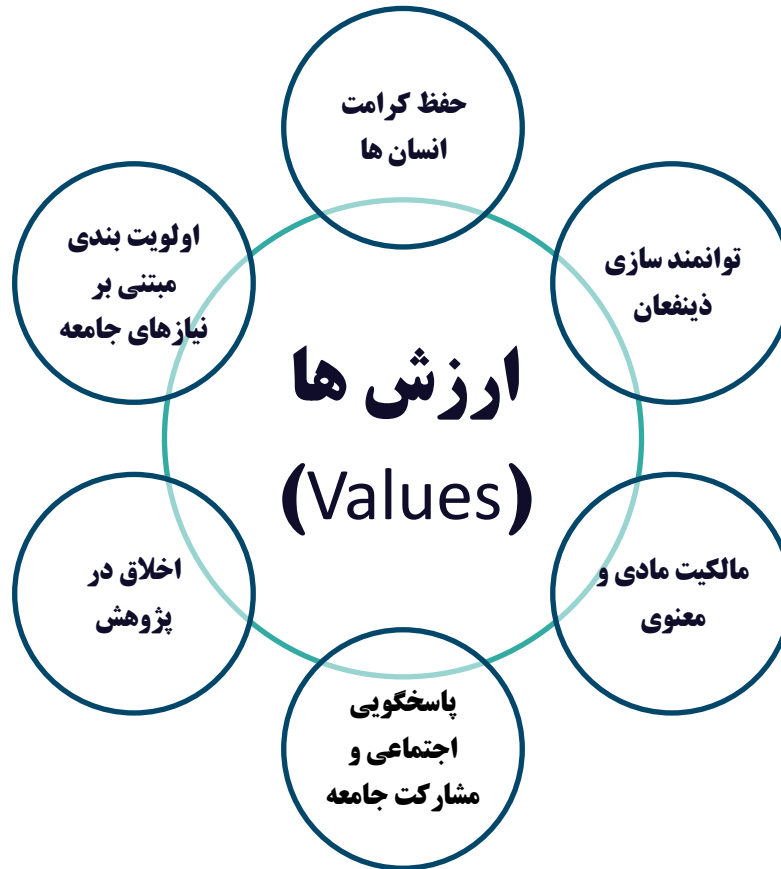 حفظ کرامت
انسان ها
توانمند سازی
ذینفعان
مالکیت مادی و
معنوی
پاسخگویی
اجتماعی و
مشارکت جامعه
اخلاق در
پژوهش
اولویت بندی
مبتنی بر
نیازهای جامعه
ارزش ها
(Values)